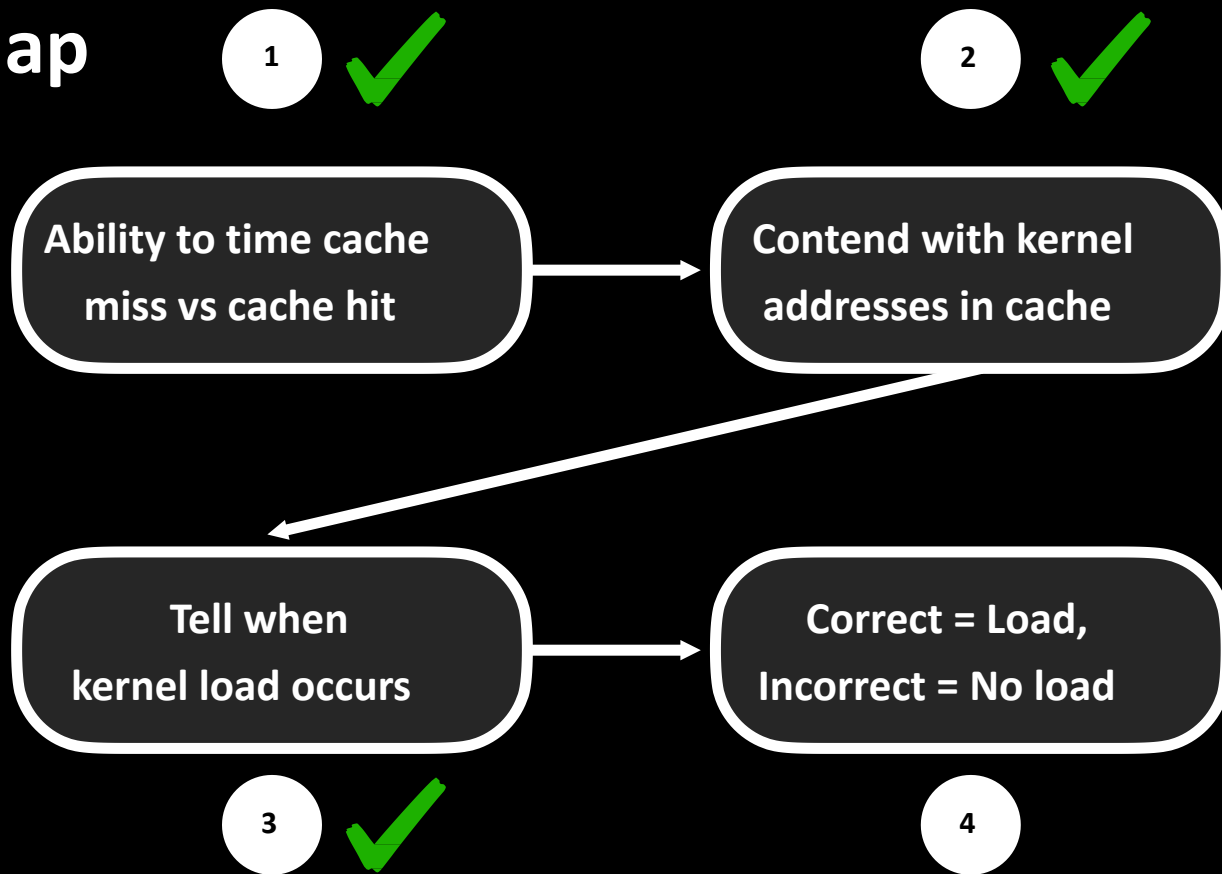 ap
1
2
Ability to time cache
miss vs cache hit
Contend with kernel
addresses in cache
Tell when
kernel load occurs
Correct = Load,
Incorrect = No load
3
4